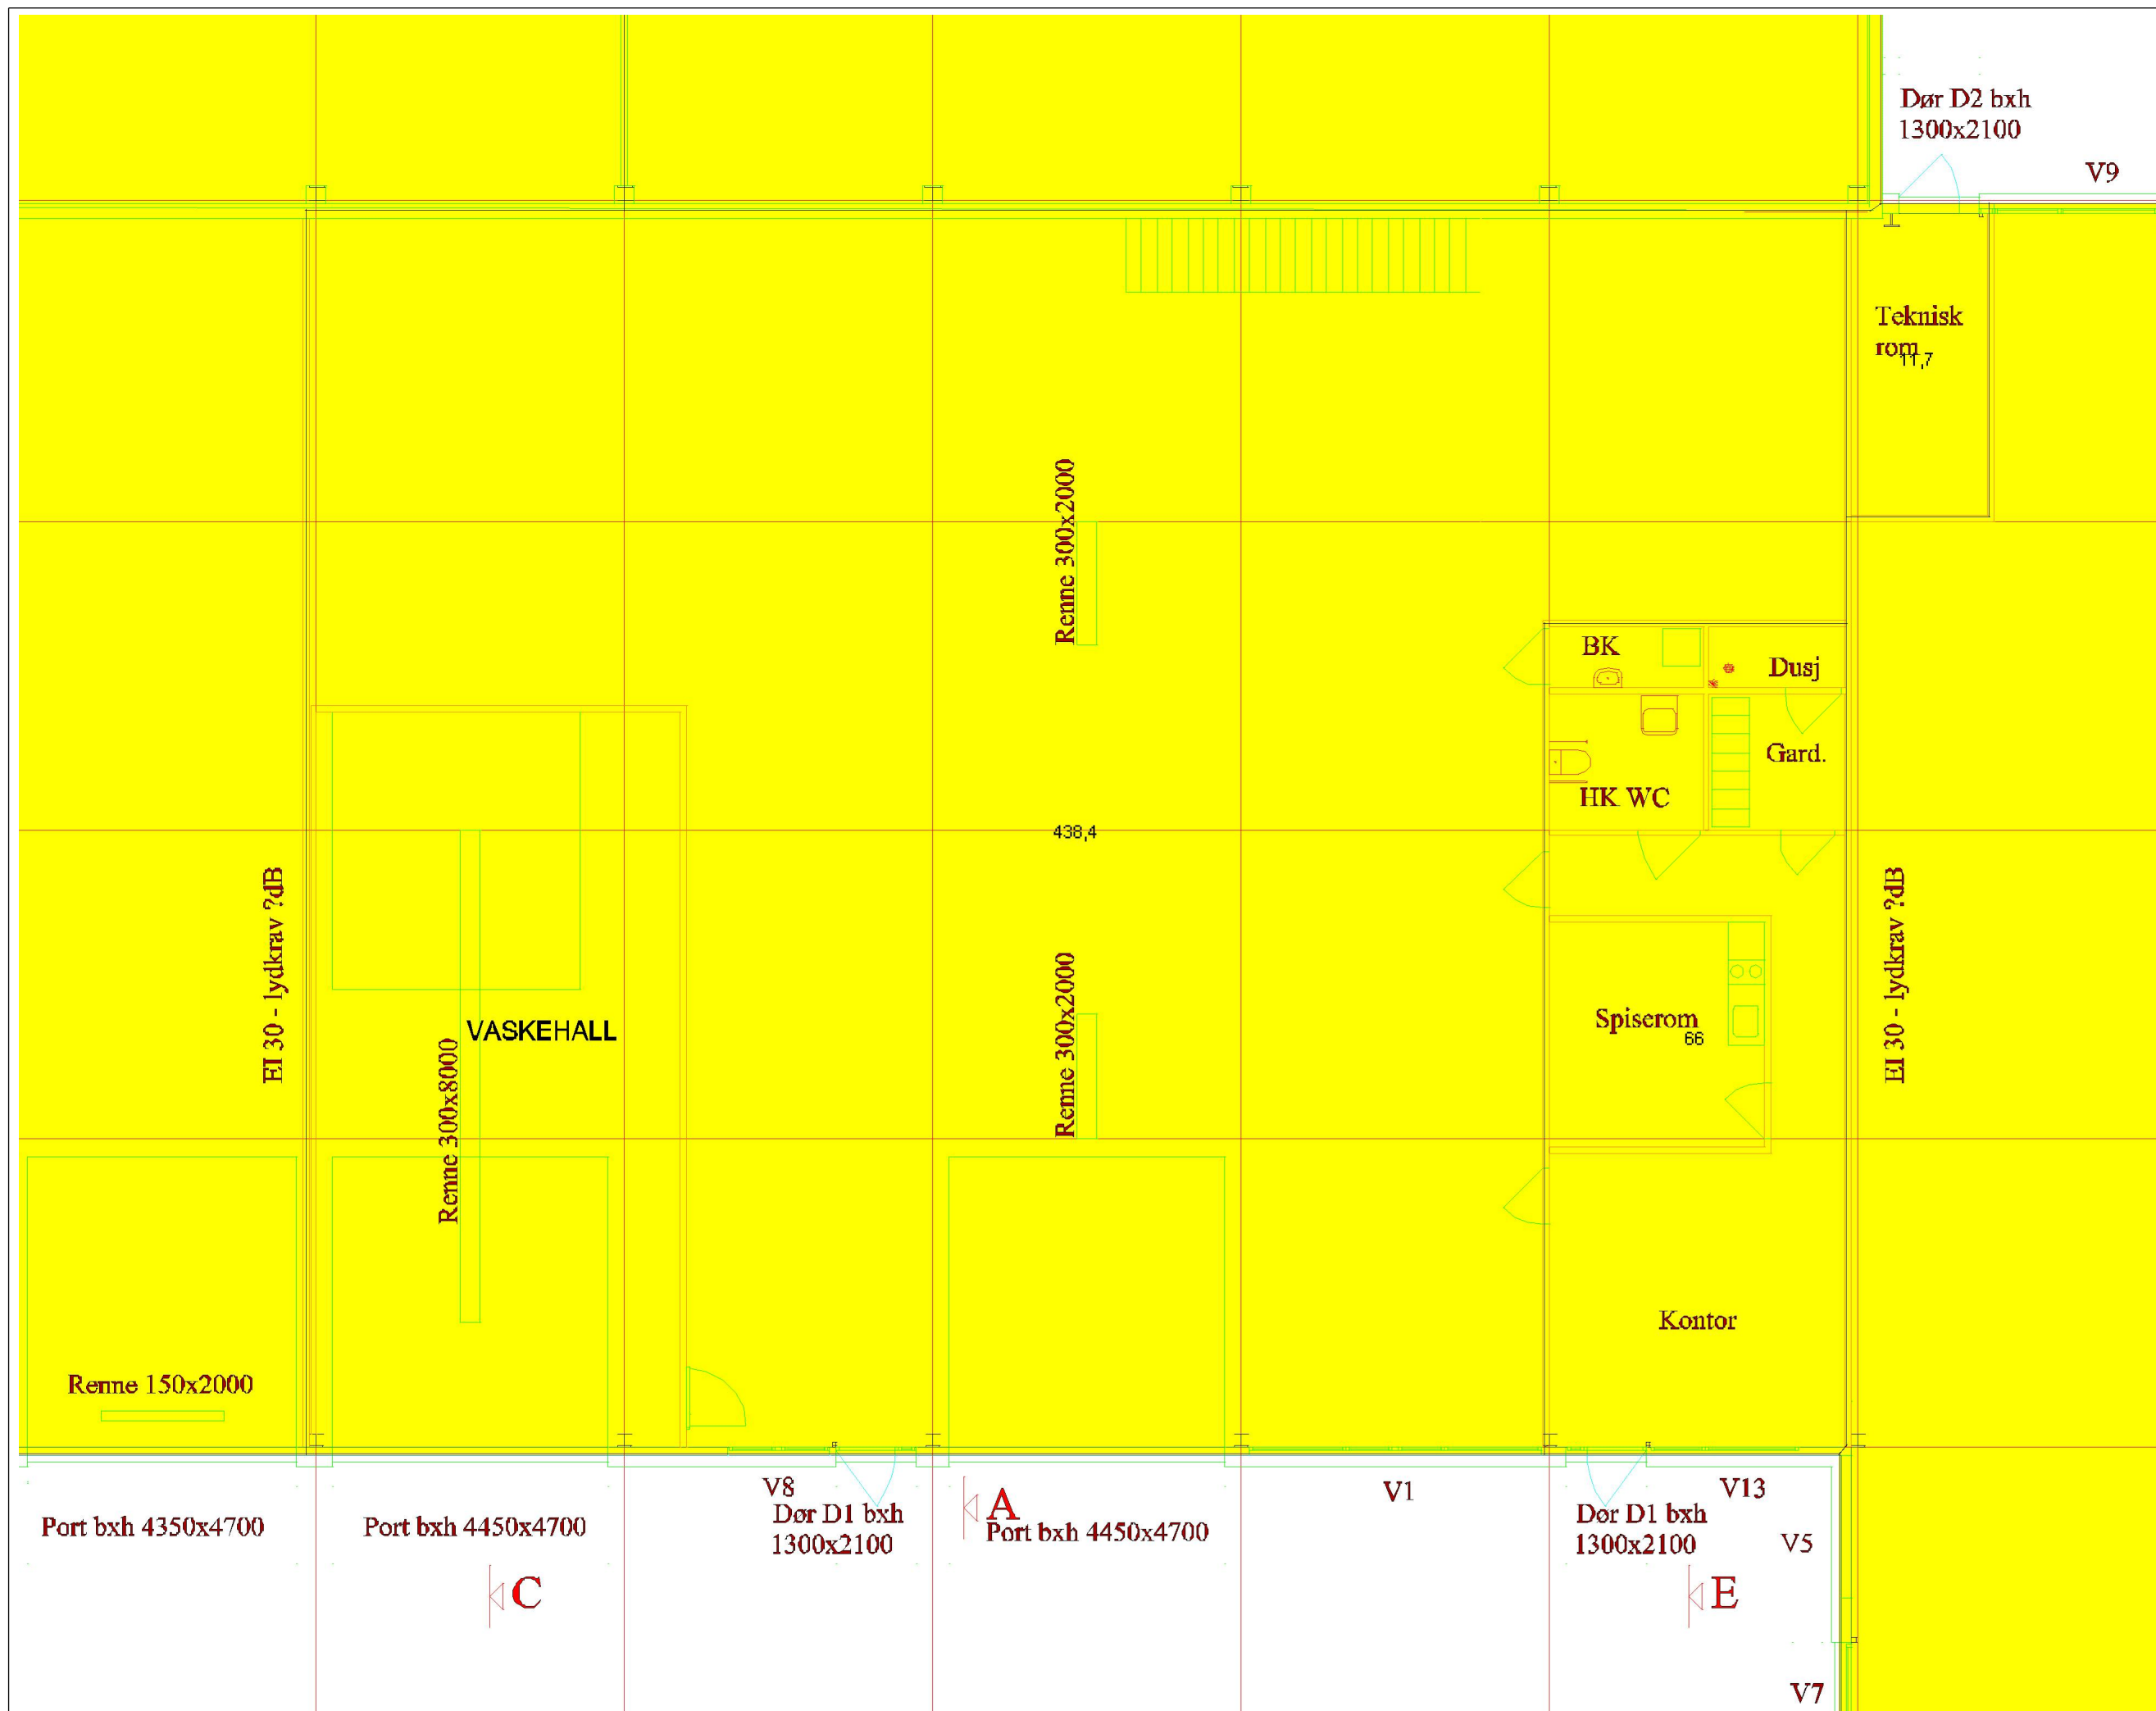 Dør D2 bxh
1300x2100
V9
Teknisk
rom
11,7
Renne 300x2000
BK
Dusj
Gard.
HK WC
438,4
EI 30 - lydkrav ?dB
EI 30 - lydkrav ?dB
VASKEHALL
Renne 300x8000
Renne 300x2000
Spiserom
66
Kontor
Renne 150x2000
V8
V1
V13
Port bxh 4350x4700
Port bxh 4450x4700
Dør D1 bxh
1300x2100
A
Port bxh 4450x4700
Dør D1 bxh
1300x2100
V5
C
E
V7